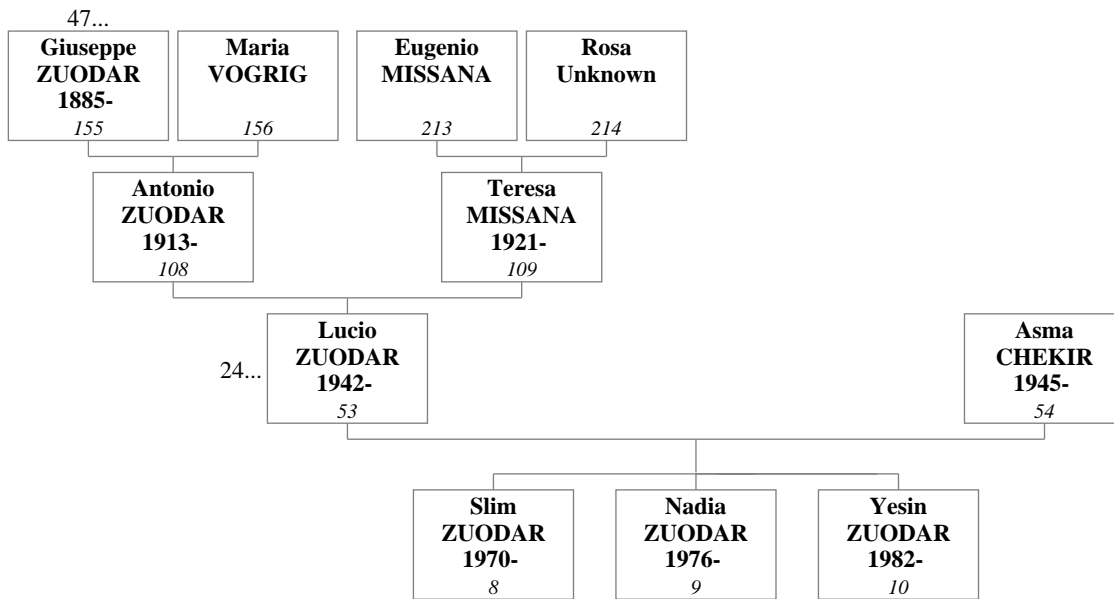 47...
Giuseppe
ZUODAR
1885-
155
Maria
VOGRIG
156
Eugenio
MISSANA
213
Rosa
Unknown
214
Antonio
ZUODAR
1913-
108
Teresa
MISSANA
1921-
109
24...
Lucio
ZUODAR
1942-
53
Asma
CHEKIR
1945-
54
Slim
ZUODAR
1970-
8
Nadia
ZUODAR
1976-
9
Yesin
ZUODAR
1982-
10